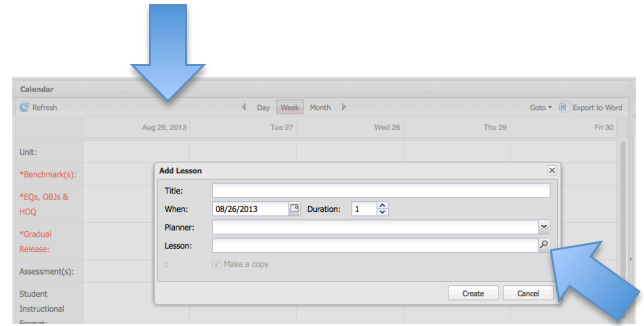 Calendar
Refresh Day Week Month Goto Export to Word
Aug 26, 2013 Tue 27 Wed 28 Thu 29 Fri 30
Unit:
*Benchmark(s):
*EQs, OBJs &
HOQ
*Gradual
Release:
Assessment(s):
Student
Instructional
Format:
Add Lesson
Title:
When: 08/26/2013 Duration: 1
Planner:
Lesson:
: Make a copy
Create Cancel